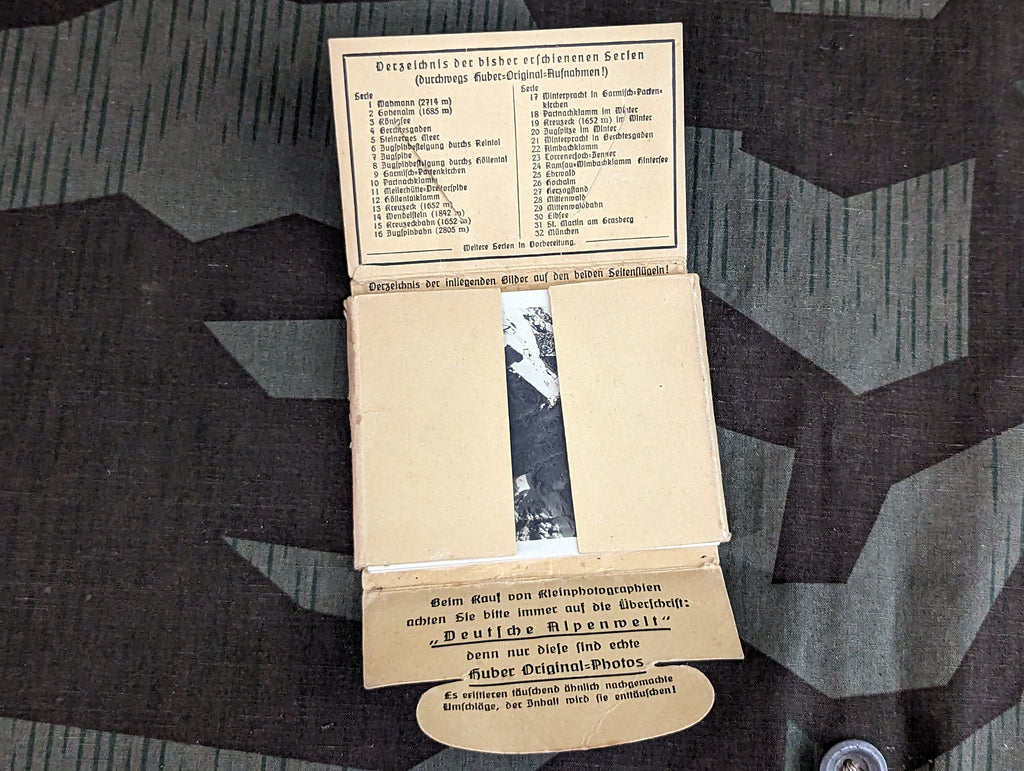 Verzeichnis der bisher erschienenen Serien
(durchwegs Huber-Original-Aufnahmen!)
Serie
1 Watzmann (2714 m)
2 Gotzenalm (1685 m)
3 Königsee
4 Berchtesgaden
5 Steinernes Meer
6 Zugspitzbesteigung durchs Reintal
7 Zugspitze
8 Zugspitzbesteigung durchs Höllental
9 Garmisch-Partenkirchen
10 Partnachklamm
11 Meilerhütte-Dreitorspitze
12 Höllentalklamm
13 Kreuzeck (1652 m)
14 Wendelstein (1842 m)
15 Kreuzeckbahn (1652 m)
16 Zugspitzbahn (2805 m)
Serie
17 Winterpracht in Garmisch-Parten-
kirchen
18 Partnachklamm im Winter
19 Kreuzeck (1652 m) im Winter
20 Zugspitze im Winter
21 Winterpracht in Berchtesgaden
22 Almbachklamm
23 Torrenerjoch-Jenner
24 Ramsau-Wimbachklamm Hintersee
25 Ehrwald
26 Hochalm
27 Herzogstand
28 Mittenwald
29 Mittenwaldbahn
30 Eibsee
31 St. Martin am Grasberg
32 München
Weitere Serien in Vorbereitung.
Verzeichnis der inliegenden Bilder auf den beiden Seitenflügeln!
Beim Kauf von Kleinphotographien
achten Sie bitte immer auf die Überschrift:
„Deutsche Alpenwelt“
denn nur diese sind echte
Huber Original-Photos
Es existieren täuschend ähnlich nachgemachte
Umschläge, der Inhalt wird sie enttäuschen!